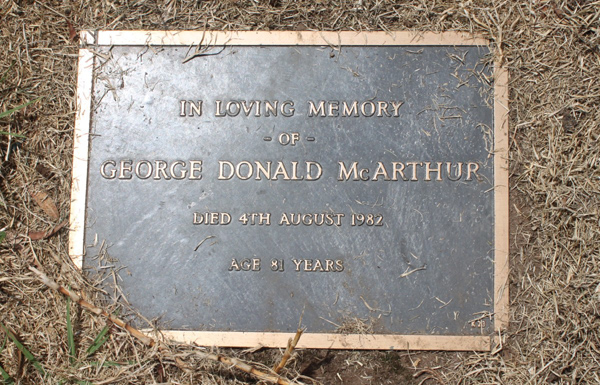 IN LOVING MEMORY
- OF -
GEORGE DONALD McARTHUR
DIED 4TH AUGUST 1982
AGE 81 YEARS